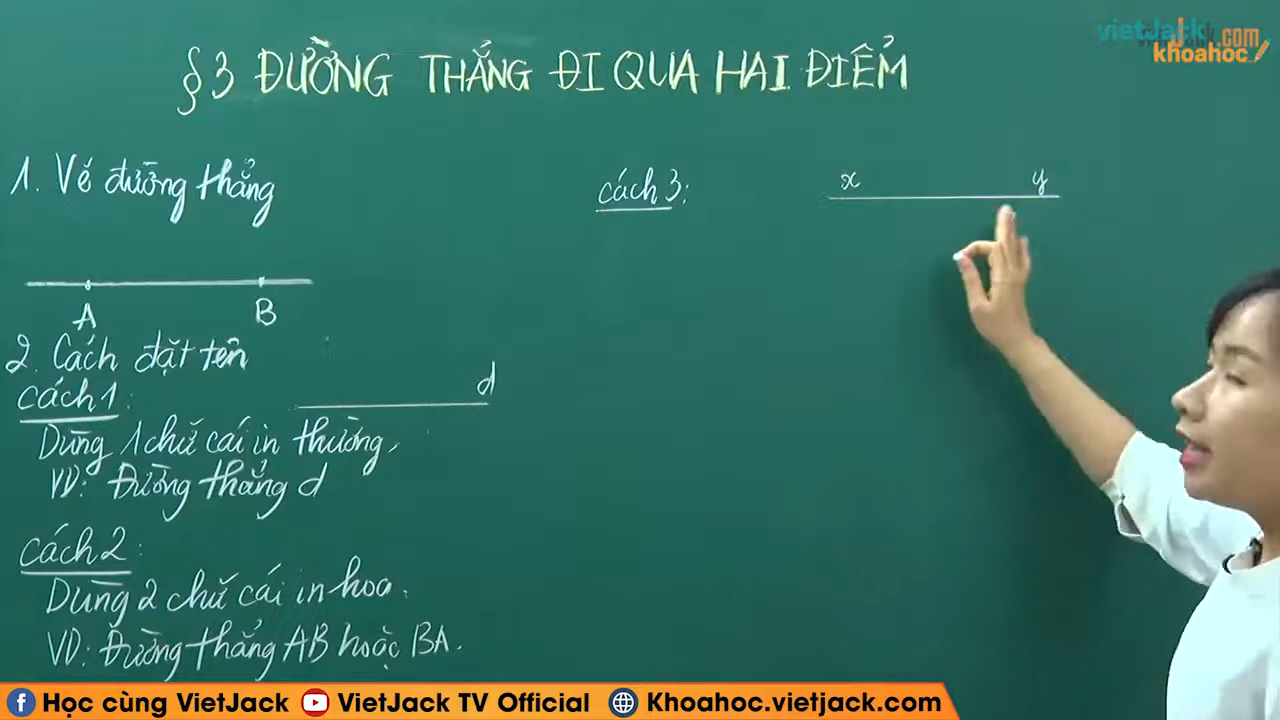 vietJack.com
khoahoc
§3 ĐƯỜNG THẲNG ĐI QUA HAI ĐIỂM
1. Vẽ đường thẳng
A B
2. Cách đặt tên
cách 1:
d
Dùng 1 chữ cái in thường.
VD: Đường thẳng d
cách 2:
Dùng 2 chữ cái in hoa.
VD: Đường thẳng AB hoặc BA.
cách 3:
x y
Học cùng VietJack VietJack TV Official Khoahoc.vietjack.com